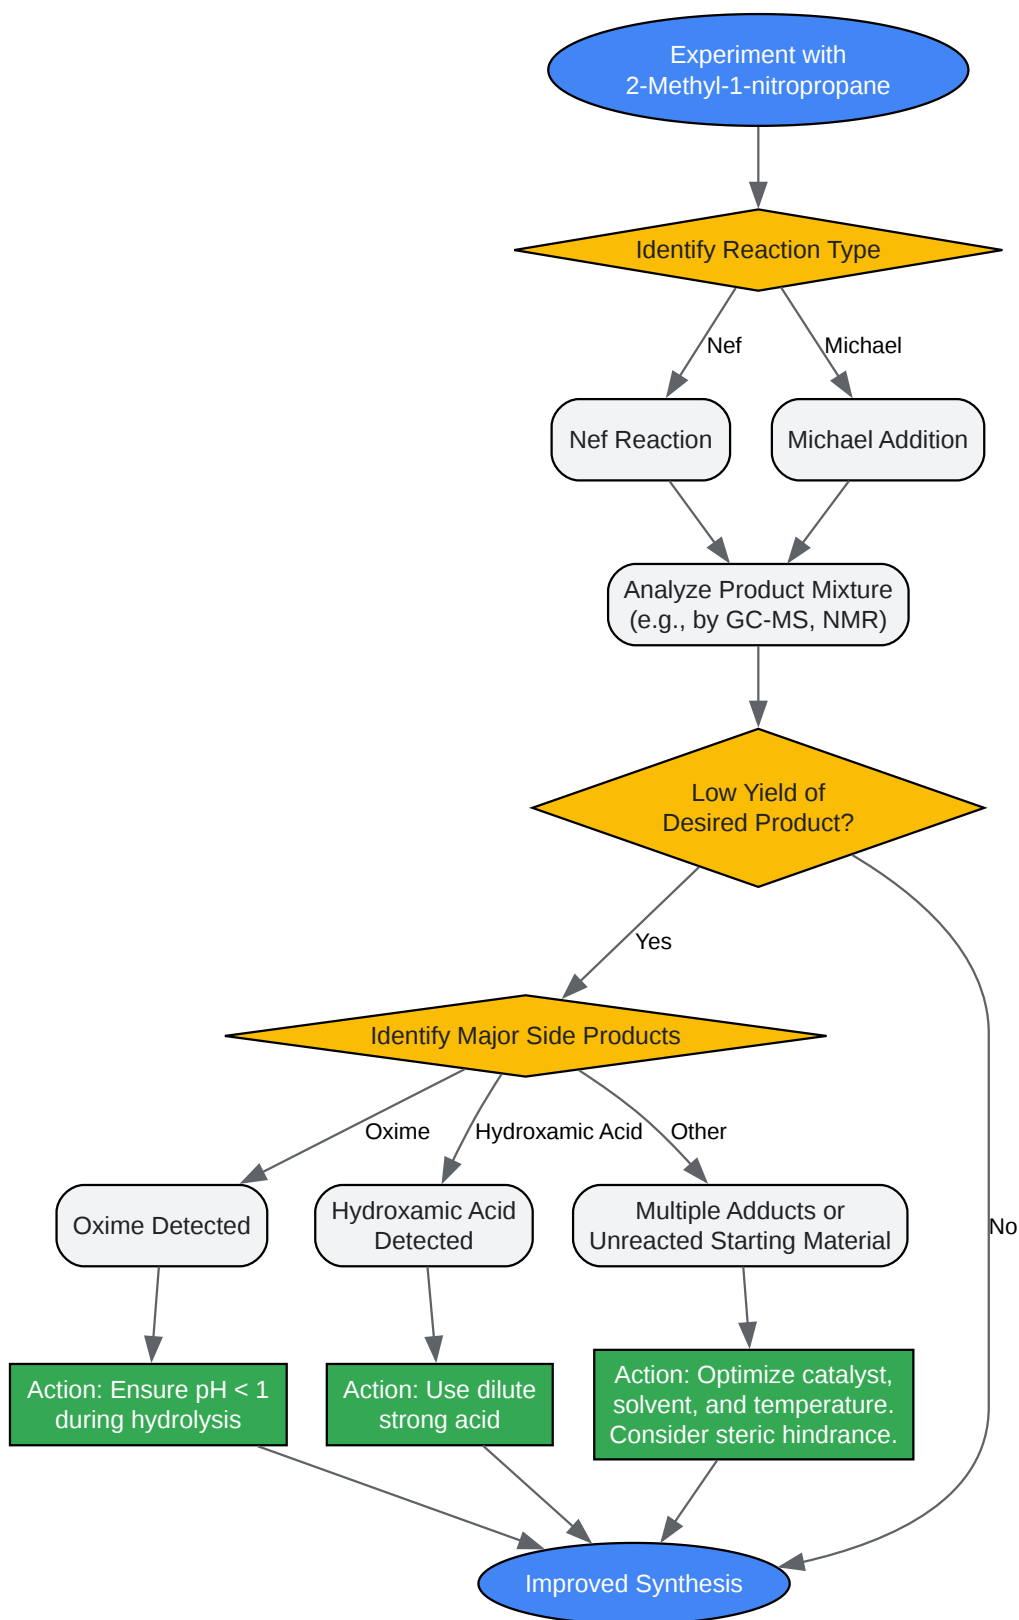 Experiment with
2-Methyl-1-nitropropane
Identify Reaction Type
Nef
Michael
Nef Reaction
Michael Addition
Analyze Product Mixture
(e.g., by GC-MS, NMR)
Low Yield of
Desired Product?
Yes
No
Identify Major Side Products
Oxime
Hydroxamic Acid
Other
Oxime Detected
Hydroxamic Acid
Detected
Multiple Adducts or
Unreacted Starting Material
Action: Ensure pH < 1
during hydrolysis
Action: Use dilute
strong acid
Action: Optimize catalyst,
solvent, and temperature.
Consider steric hindrance.
Improved Synthesis